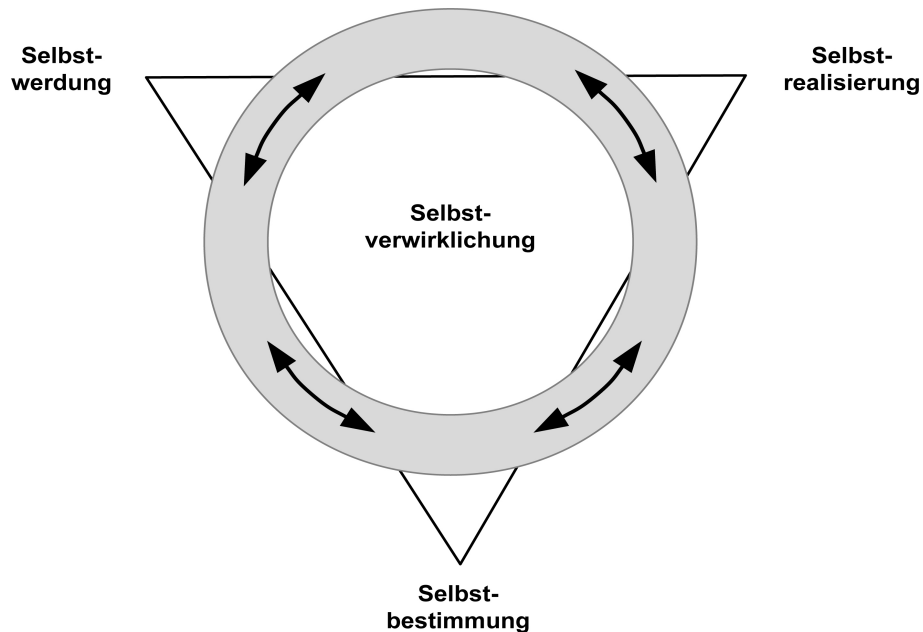 Selbst-
werdung
Selbst-
realisierung
Selbst-
verwirklichung
Selbst-
bestimmung